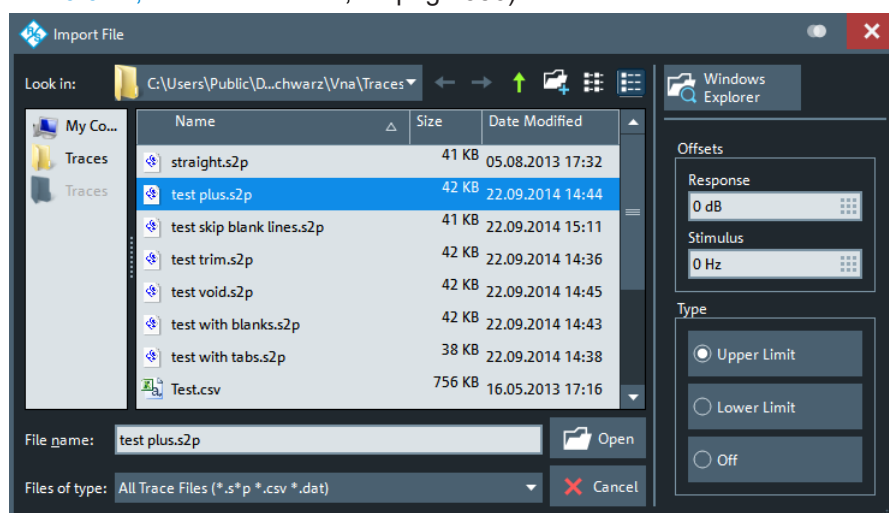 Import File
Look in: C:\Users\Public\D...chwarz\Vna\Traces
My Co...
Traces
Traces
Name Size Date Modified
straight.s2p 41 KB 05.08.2013 17:32
test plus.s2p 42 KB 22.09.2014 14:44
test skip blank lines.s2p 41 KB 22.09.2014 15:11
test trim.s2p 42 KB 22.09.2014 14:36
test void.s2p 42 KB 22.09.2014 14:45
test with blanks.s2p 42 KB 22.09.2014 14:43
test with tabs.s2p 38 KB 22.09.2014 14:38
Test.csv 756 KB 16.05.2013 17:16
File name: test plus.s2p Open
Files of type: All Trace Files (*.s*p *.csv *.dat) Cancel
Windows
Explorer
Offsets
Response
0 dB
Stimulus
0 Hz
Type
Upper Limit
Lower Limit
Off